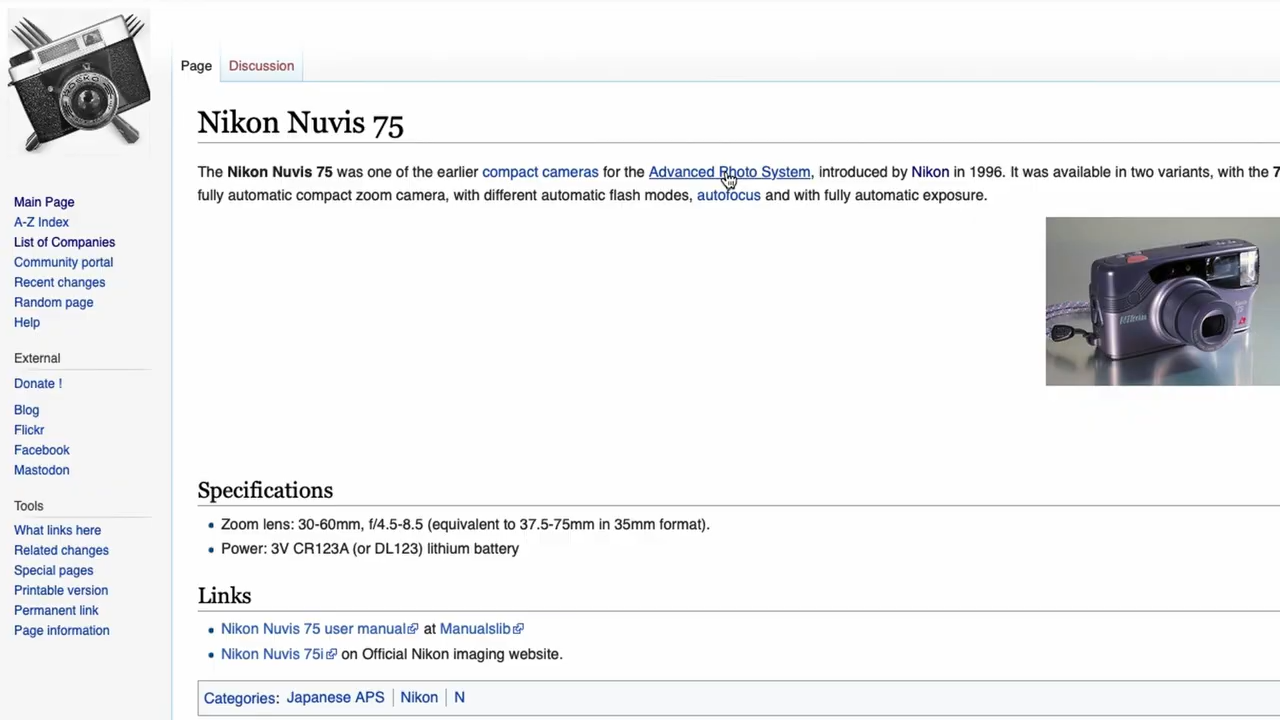 Page
Discussion
Nikon Nuvis 75
The Nikon Nuvis 75 was one of the earlier compact cameras for the Advanced Photo System, introduced by Nikon in 1996. It was available in two variants, with the 7
fully automatic compact zoom camera, with different automatic flash modes, autofocus and with fully automatic exposure.
Main Page
A-Z Index
List of Companies
Community portal
Recent changes
Random page
Help
External
Donate !
Blog
Flickr
Facebook
Mastodon
Tools
What links here
Related changes
Special pages
Printable version
Permanent link
Page information
Specifications
Zoom lens: 30-60mm, f/4.5-8.5 (equivalent to 37.5-75mm in 35mm format).
Power: 3V CR123A (or DL123) lithium battery
Links
Nikon Nuvis 75 user manual at Manualslib
Nikon Nuvis 75i on Official Nikon imaging website.
Categories: Japanese APS | Nikon | N
Nikon